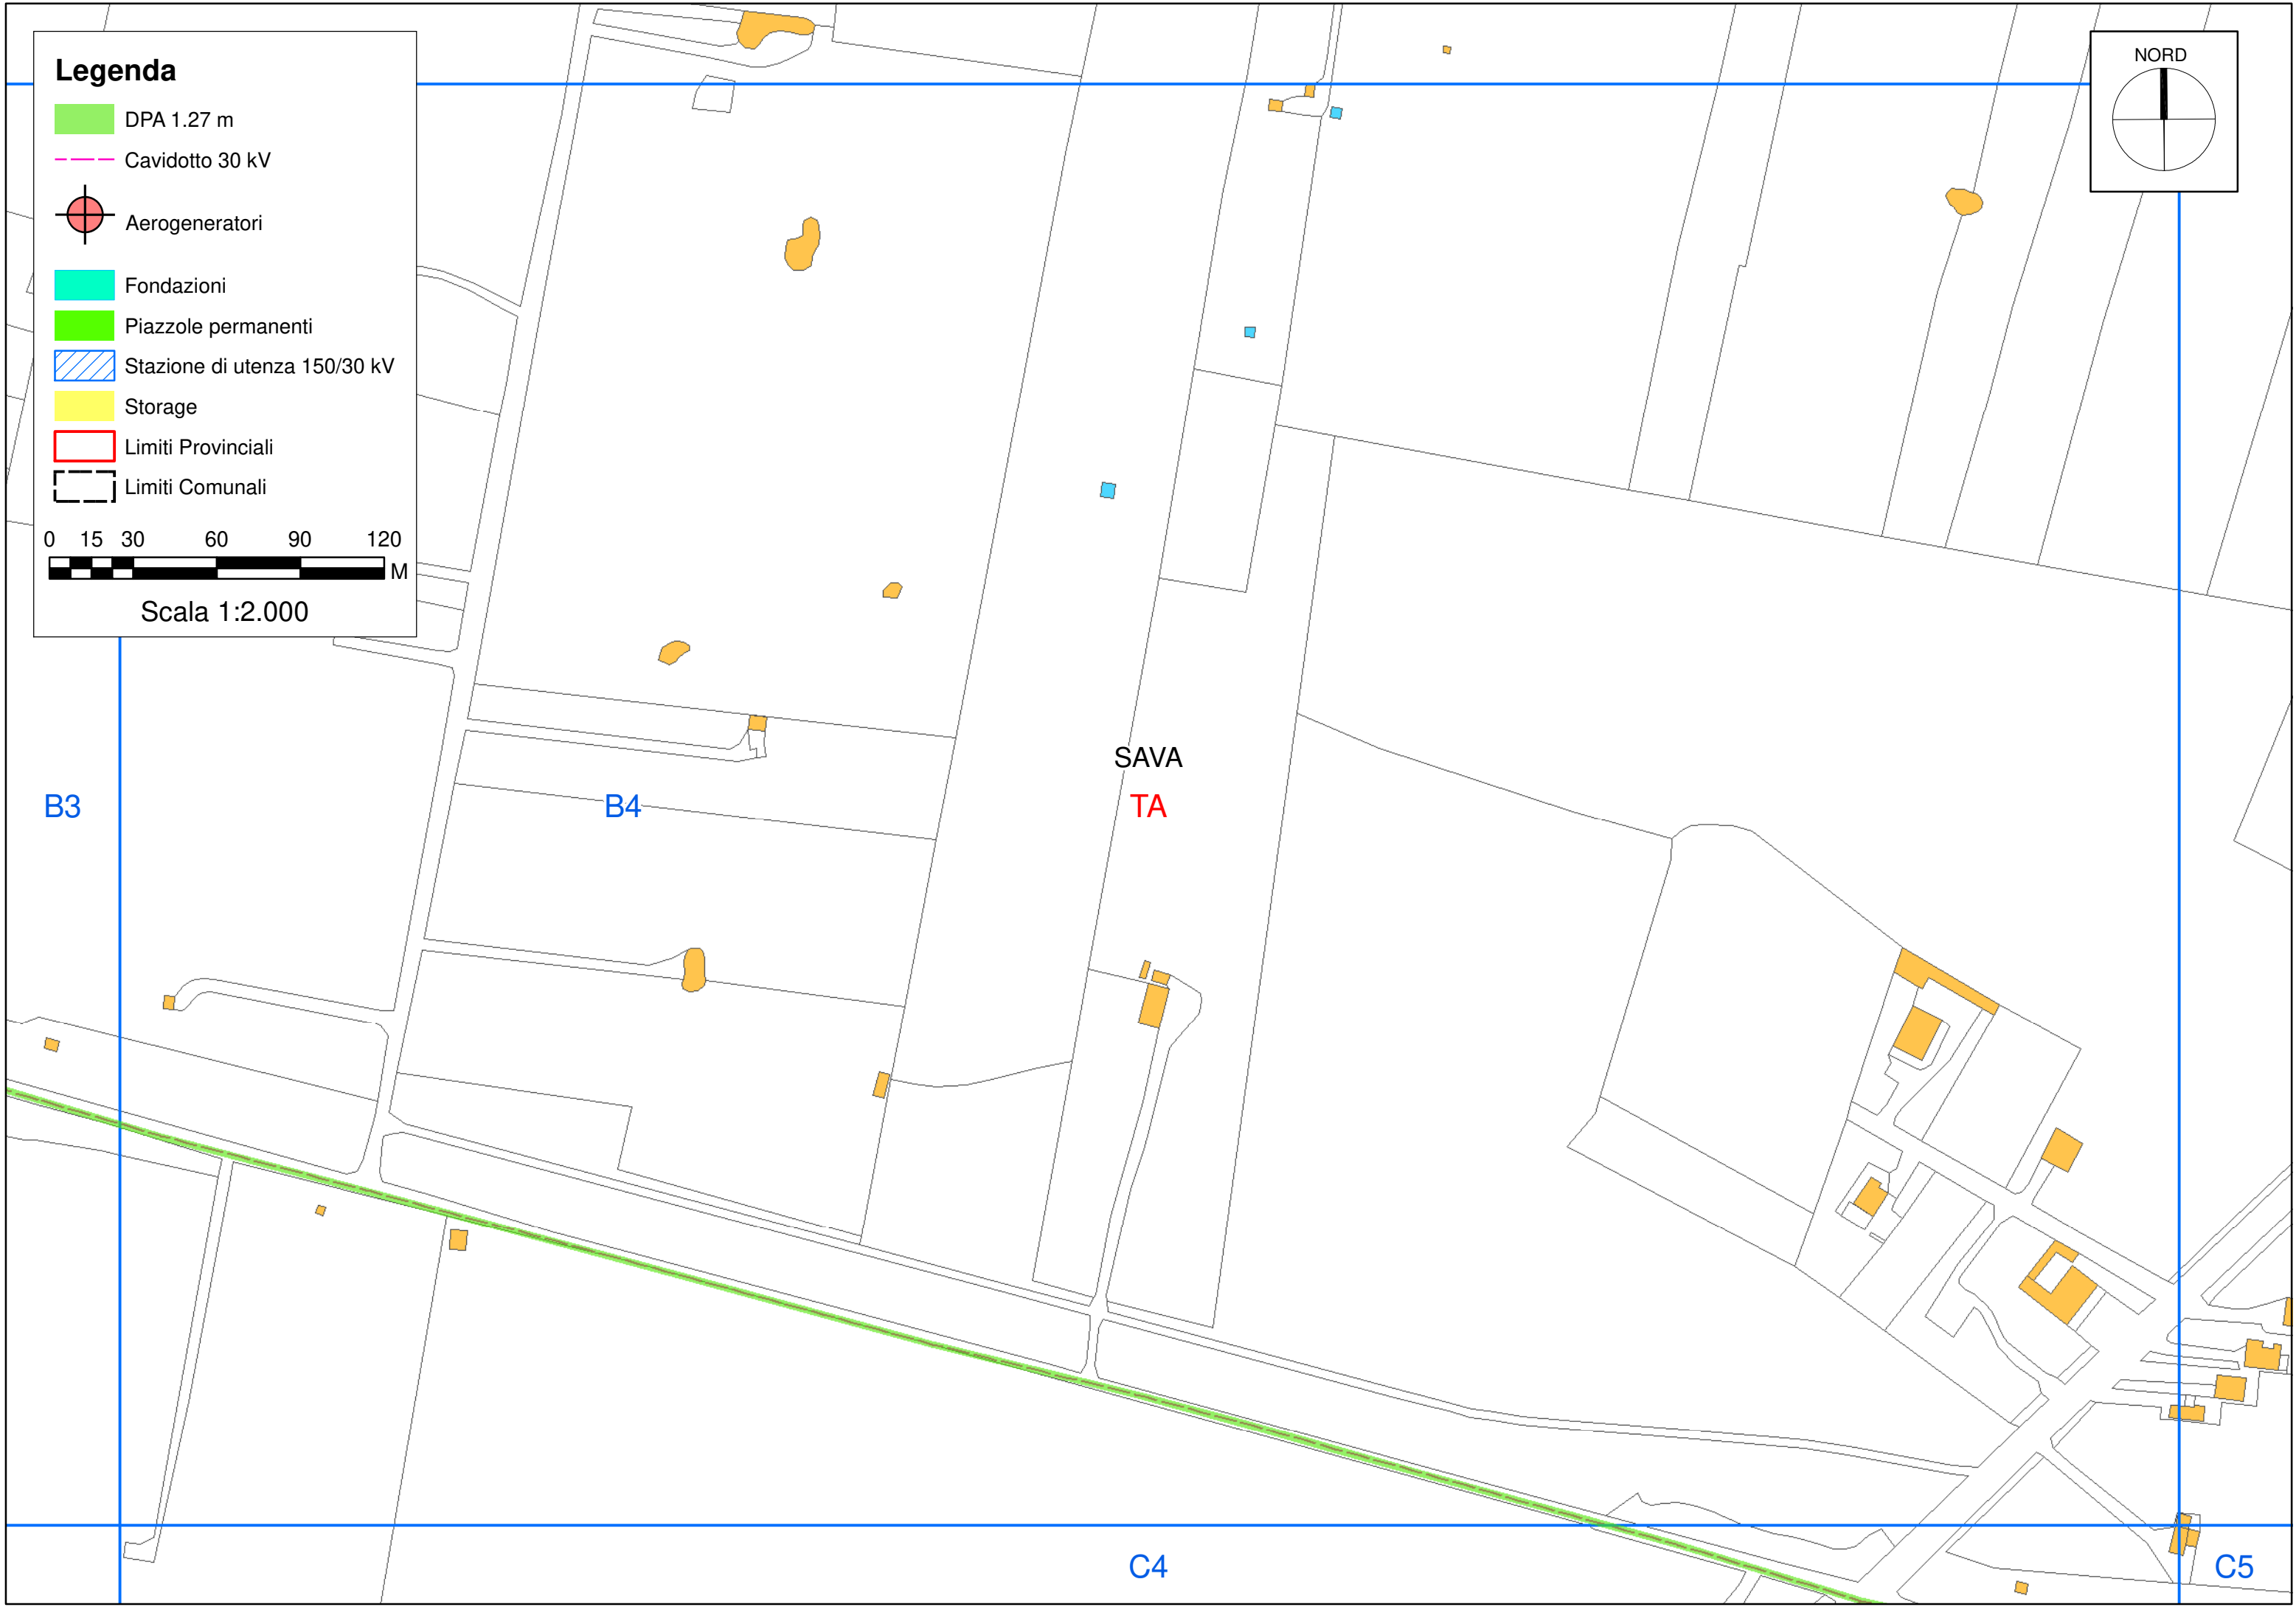 Legenda
DPA 1.27 m
Cavidotto 30 kV
Aerogeneratori
Fondazioni
Piazzole permanenti
Stazione di utenza 150/30 kV
Storage
Limiti Provinciali
Limiti Comunali
0 15 30 60 90 120
M
Scala 1:2.000
NORD
SAVA
TA
B3
B4
C4
C5